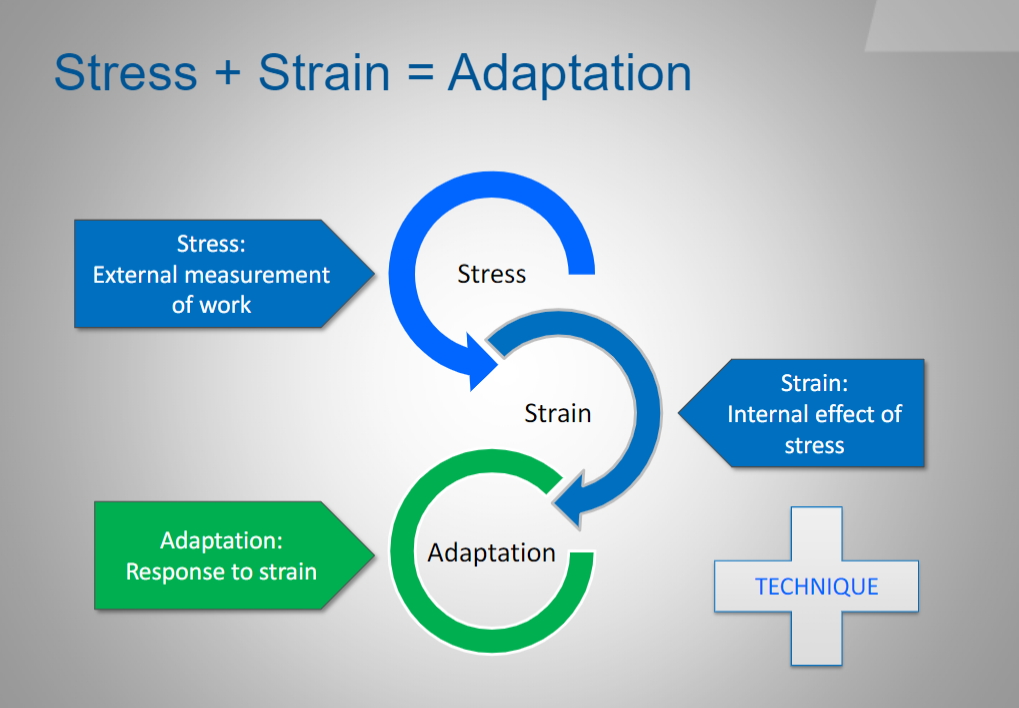 Stress + Strain = Adaptation
Stress:
External measurement
of work
Stress
Strain
Strain:
Internal effect of
stress
Adaptation:
Response to strain
Adaptation
TECHNIQUE